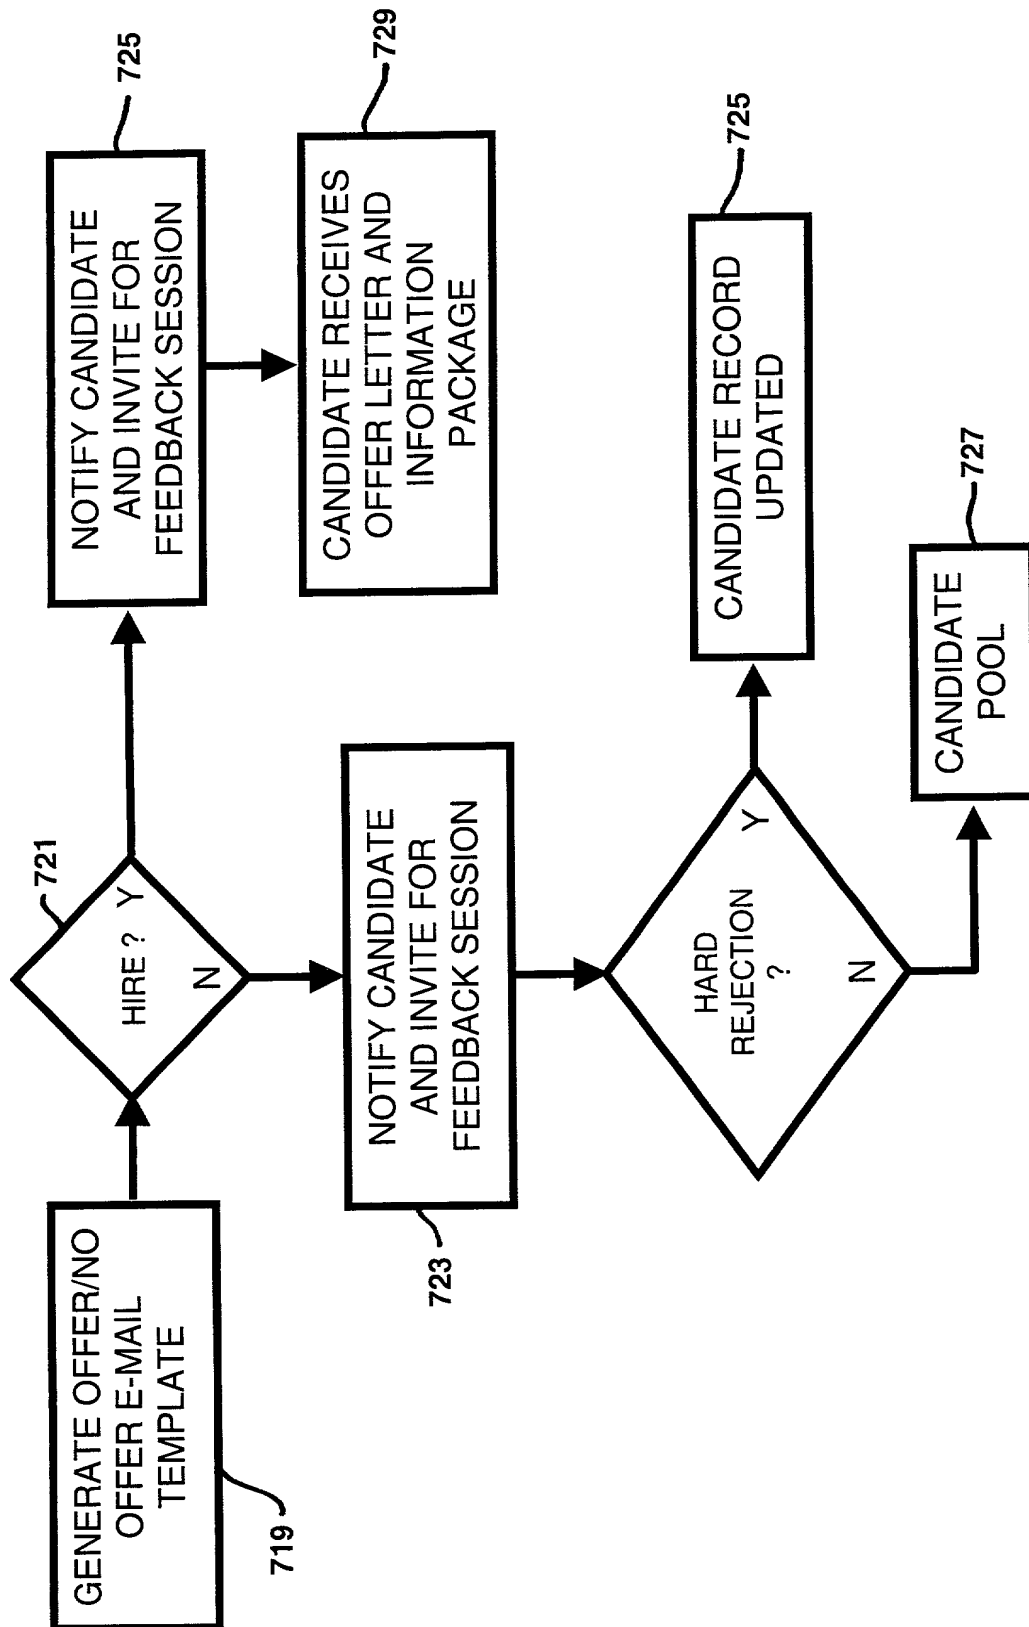 GENERATE OFFER/NO
OFFER E-MAIL
TEMPLATE
719
HIRE ?
Y
N
721
NOTIFY CANDIDATE
AND INVITE FOR
FEEDBACK SESSION
725
CANDIDATE RECEIVES
OFFER LETTER AND
INFORMATION
PACKAGE
729
NOTIFY CANDIDATE
AND INVITE FOR
FEEDBACK SESSION
723
HARD
REJECTION
?
Y
N
CANDIDATE RECORD
UPDATED
725
CANDIDATE
POOL
727